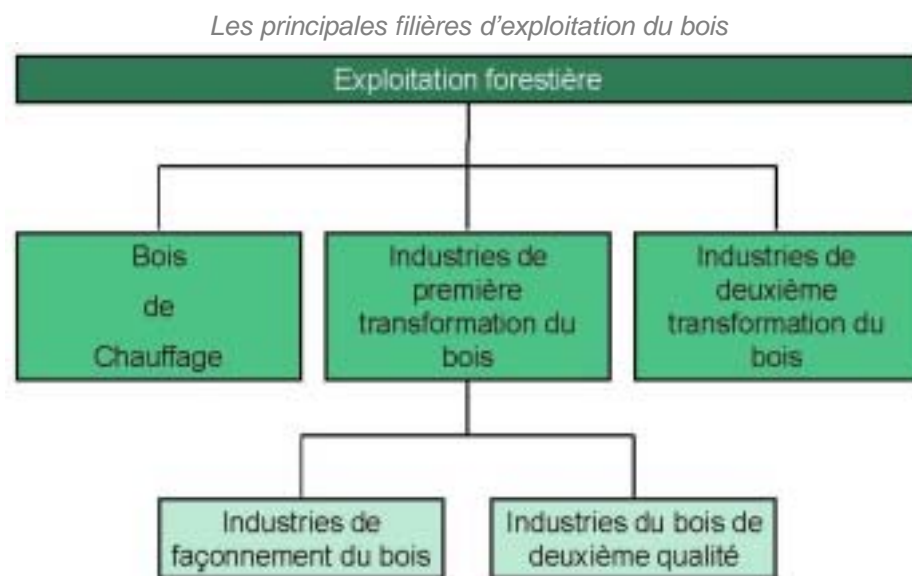 Les principales filières d'exploitation du bois
Exploitation forestière
Bois
de
Chauffage
Industries de
première
transformation du
bois
Industries de
deuxième
transformation du
bois
Industries de
façonnement du bois
Industries du bois de
deuxième qualité